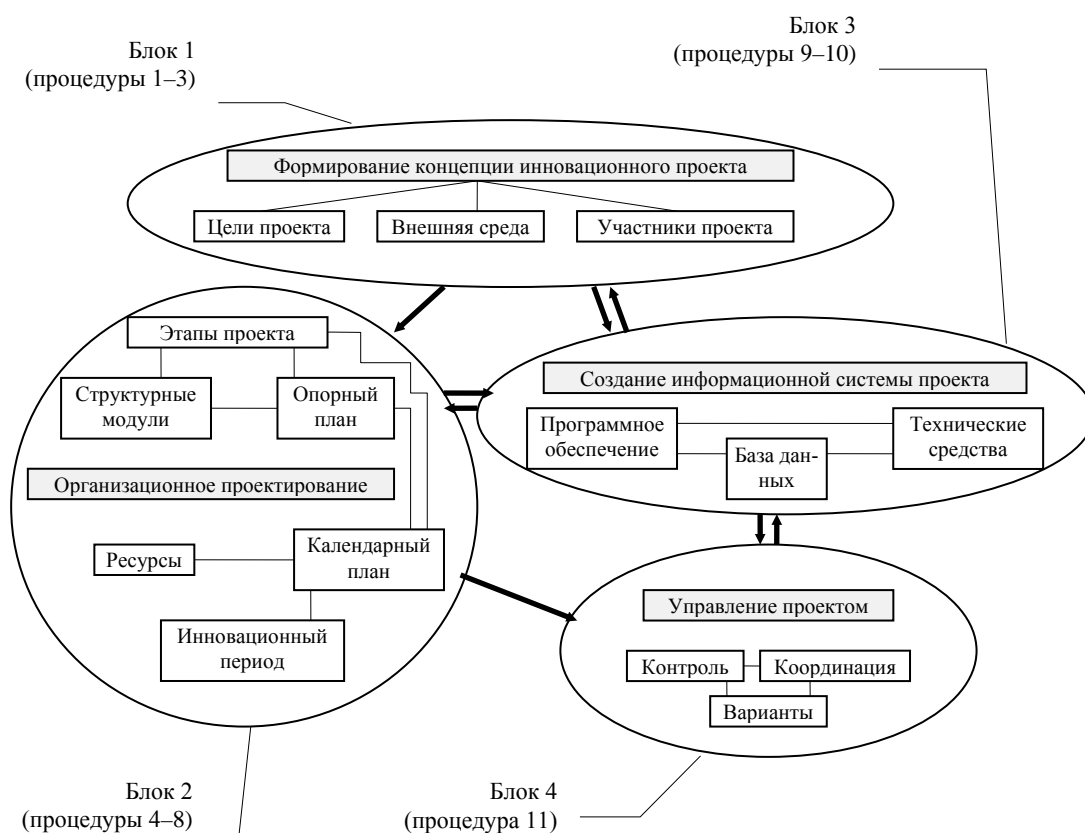 Блок 1
(процедуры 1–3)
Блок 3
(процедуры 9–10)
Формирование концепции инновационного проекта
Цели проекта
Внешняя среда
Участники проекта
Этапы проекта
Структурные
модули
Опорный
план
Организационное проектирование
Ресурсы
Календарный
план
Инновационный
период
Создание информационной системы проекта
Программное
обеспечение
База дан-
ных
Технические
средства
Управление проектом
Контроль
Координация
Варианты
Блок 2
(процедуры 4–8)
Блок 4
(процедура 11)